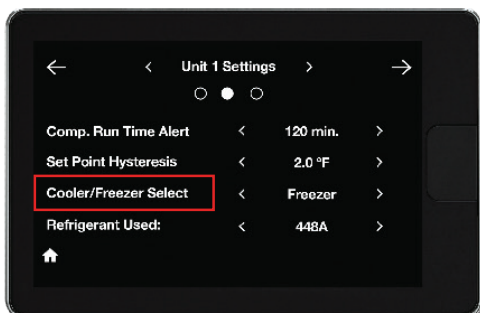 Unit 1 Settings
Comp. Run Time Alert 120 min.
Set Point Hysteresis 2.0 °F
Cooler/Freezer Select Freezer
Refrigerant Used: 448A